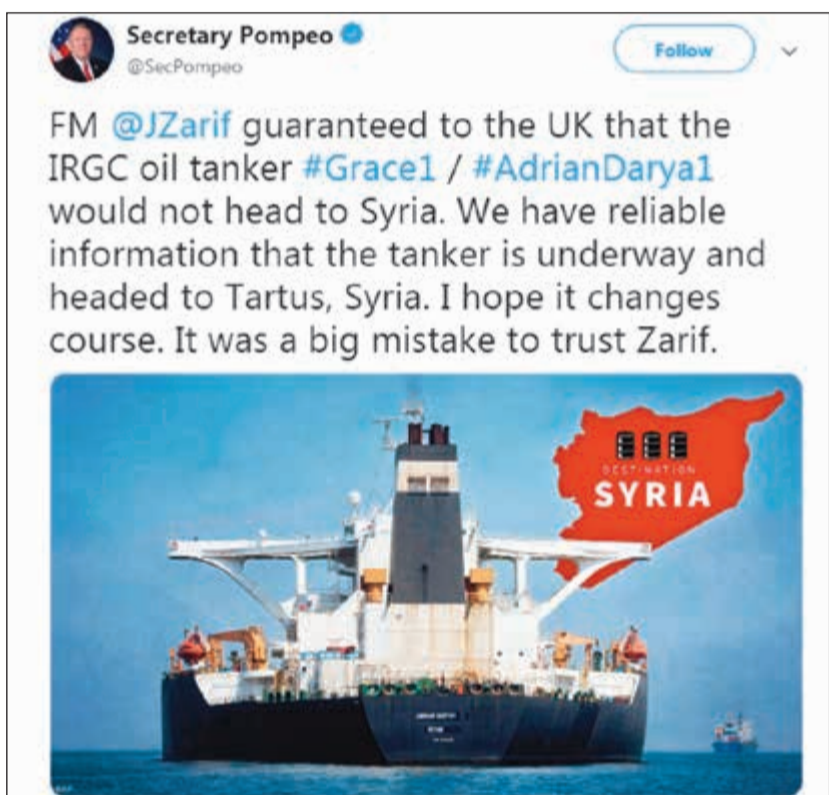 Secretary Pompeo
@SecPompeo
Follow
FM @JZarif guaranteed to the UK that the
IRGC oil tanker #Grace1 / #AdrianDarya1
would not head to Syria. We have reliable
information that the tanker is underway and
headed to Tartus, Syria. I hope it changes
course. It was a big mistake to trust Zarif.
DESTINATION
SYRIA